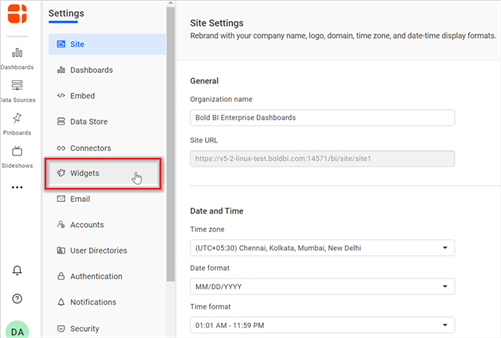 Dashboards
Data Sources
Pinboards
Slideshows
DA
Settings
Site
Dashboards
Embed
Data Store
Connectors
Widgets
Email
Accounts
User Directories
Authentication
Notifications
Security
Site Settings
Rebrand with your company name, logo, domain, time zone, and date-time display formats.
General
Organization name
Bold BI Enterprise Dashboards
Site URL
https://v5-2-linux-test.boldbi.com:14571/bi/site/site1
Date and Time
Time zone
(UTC+05:30) Chennai, Kolkata, Mumbai, New Delhi
Date format
MM/DD/YYYY
Time format
01:01 AM - 11:59 PM